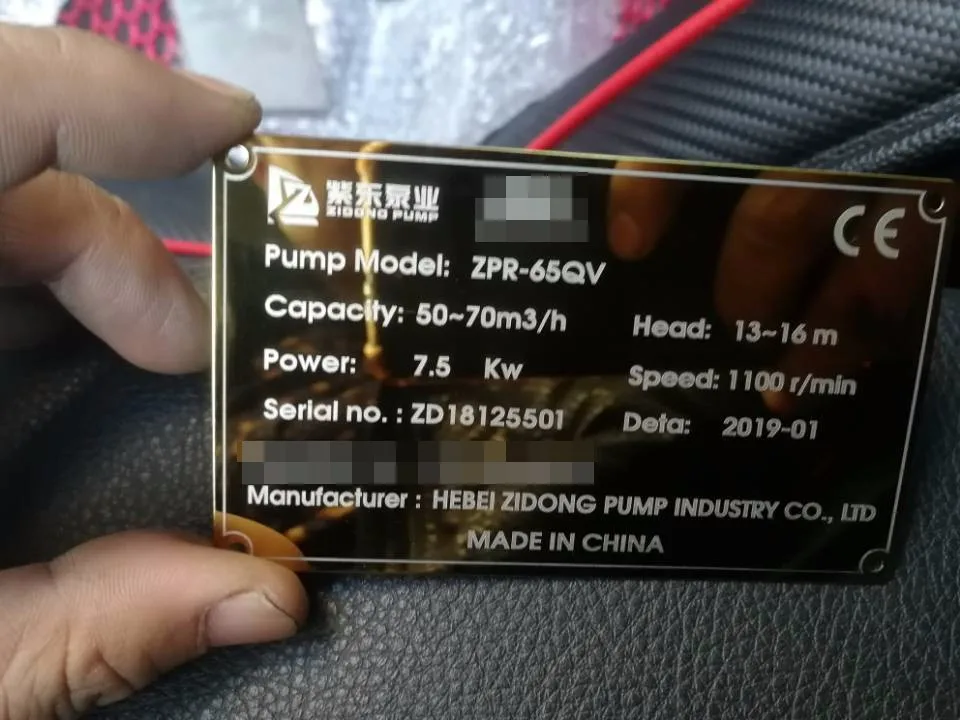 紫东泵业
ZIDONG PUMP
CE
Pump Model: ZPR-65QV
Capacity: 50~70m3/h Head: 13~16 m
Power: 7.5 Kw Speed: 1100 r/min
Serial no. : ZD18125501 Deta: 2019-01
Manufacturer : HEBEI ZIDONG PUMP INDUSTRY CO., LTD
MADE IN CHINA